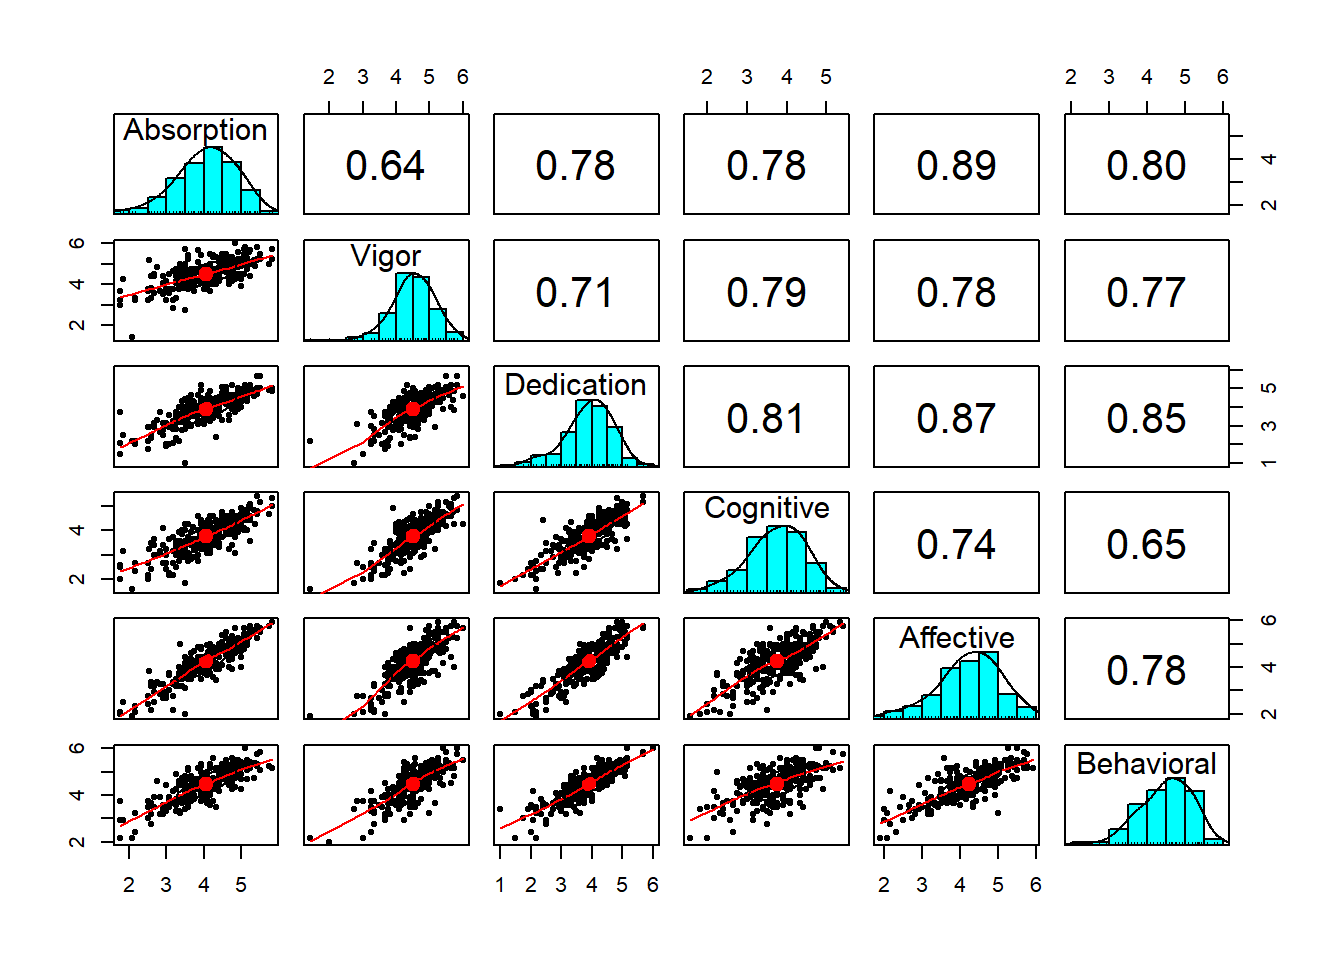 2 3 4 5 6 2 3 4 5 2 3 4 5 6
Absorption 0.64 0.78 0.78 0.89 0.80 4 2
6 4 2 Vigor 0.71 0.79 0.78 0.77
Dedication 0.81 0.87 0.85 5 3 1
4 2 Cognitive 0.74 0.65
Affective 0.78 6 4 2
6 4 2 Behavioral
2 3 4 5 1 2 3 4 5 6 2 3 4 5 6